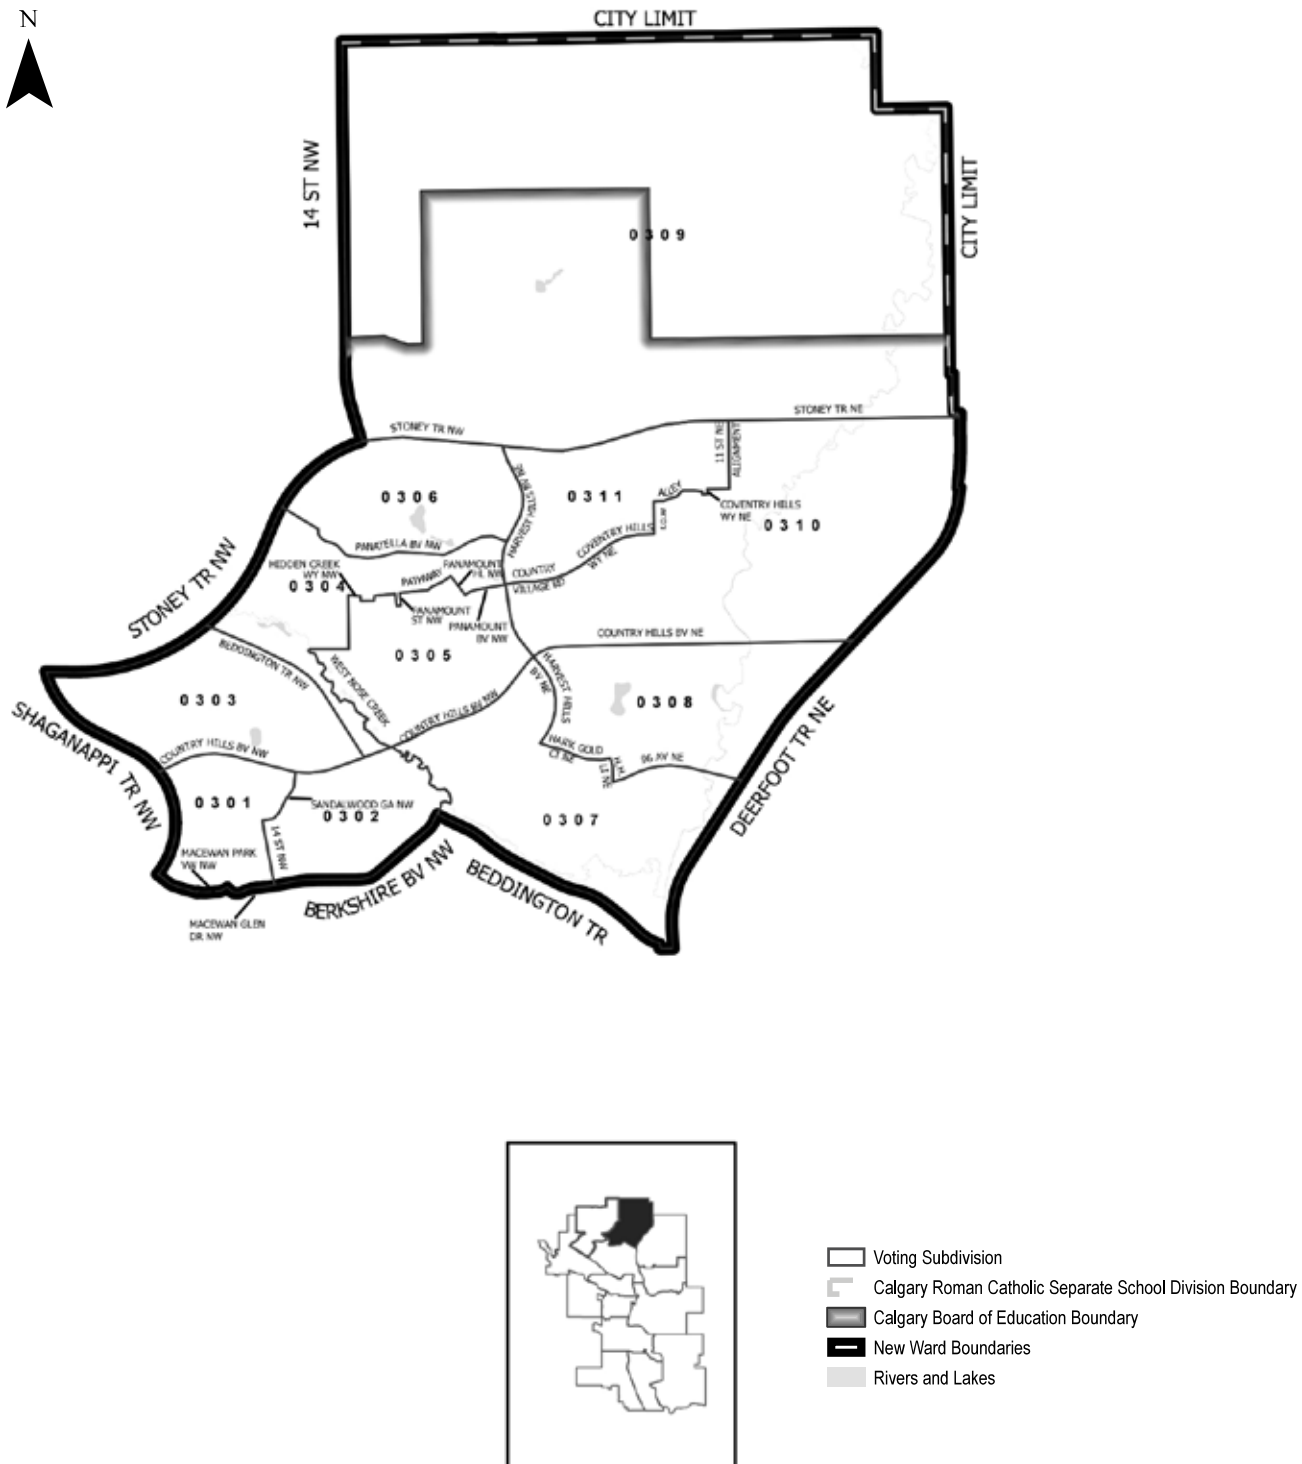 N
CITY LIMIT
14 ST NW
CITY LIMIT
0309
STONEY TR NE
STONEY TR NW
11 ST NE
ALIGNMENT
HARVEST HILLS BV NE
0306
0311
ALLEY
COVENTRY HILLS
WY NE
0310
PANATELLA BV NW
COVENTRY HILLS
WY NE
STONEY TR NW
HIDDEN CREEK
WY NW
PATHWAY
PANAMOUNT
HL NW
COUNTRY
VILLAGE RD
0304
PANAMOUNT
ST NW
PANAMOUNT
BV NW
COUNTRY HILLS BV NE
BEDDINGTON TR NW
0305
WEST NOSE CREEK
HARVEST HILLS
BV NE
0303
0308
COUNTRY HILLS BV NW
SHAGANAPPI TR NW
COUNTRY HILLS BV NW
HARK GOLD
CT NE
H.H.
LI NE
96 AV NE
DEERFOOT TR NE
0301
SANDALWOOD GA NW
0302
0307
14 ST NW
MACEWAN PARK
VW NW
BERKSHIRE BV NW
BEDDINGTON TR
MACEWAN GLEN
DR NW
Voting Subdivision
Calgary Roman Catholic Separate School Division Boundary
Calgary Board of Education Boundary
New Ward Boundaries
Rivers and Lakes